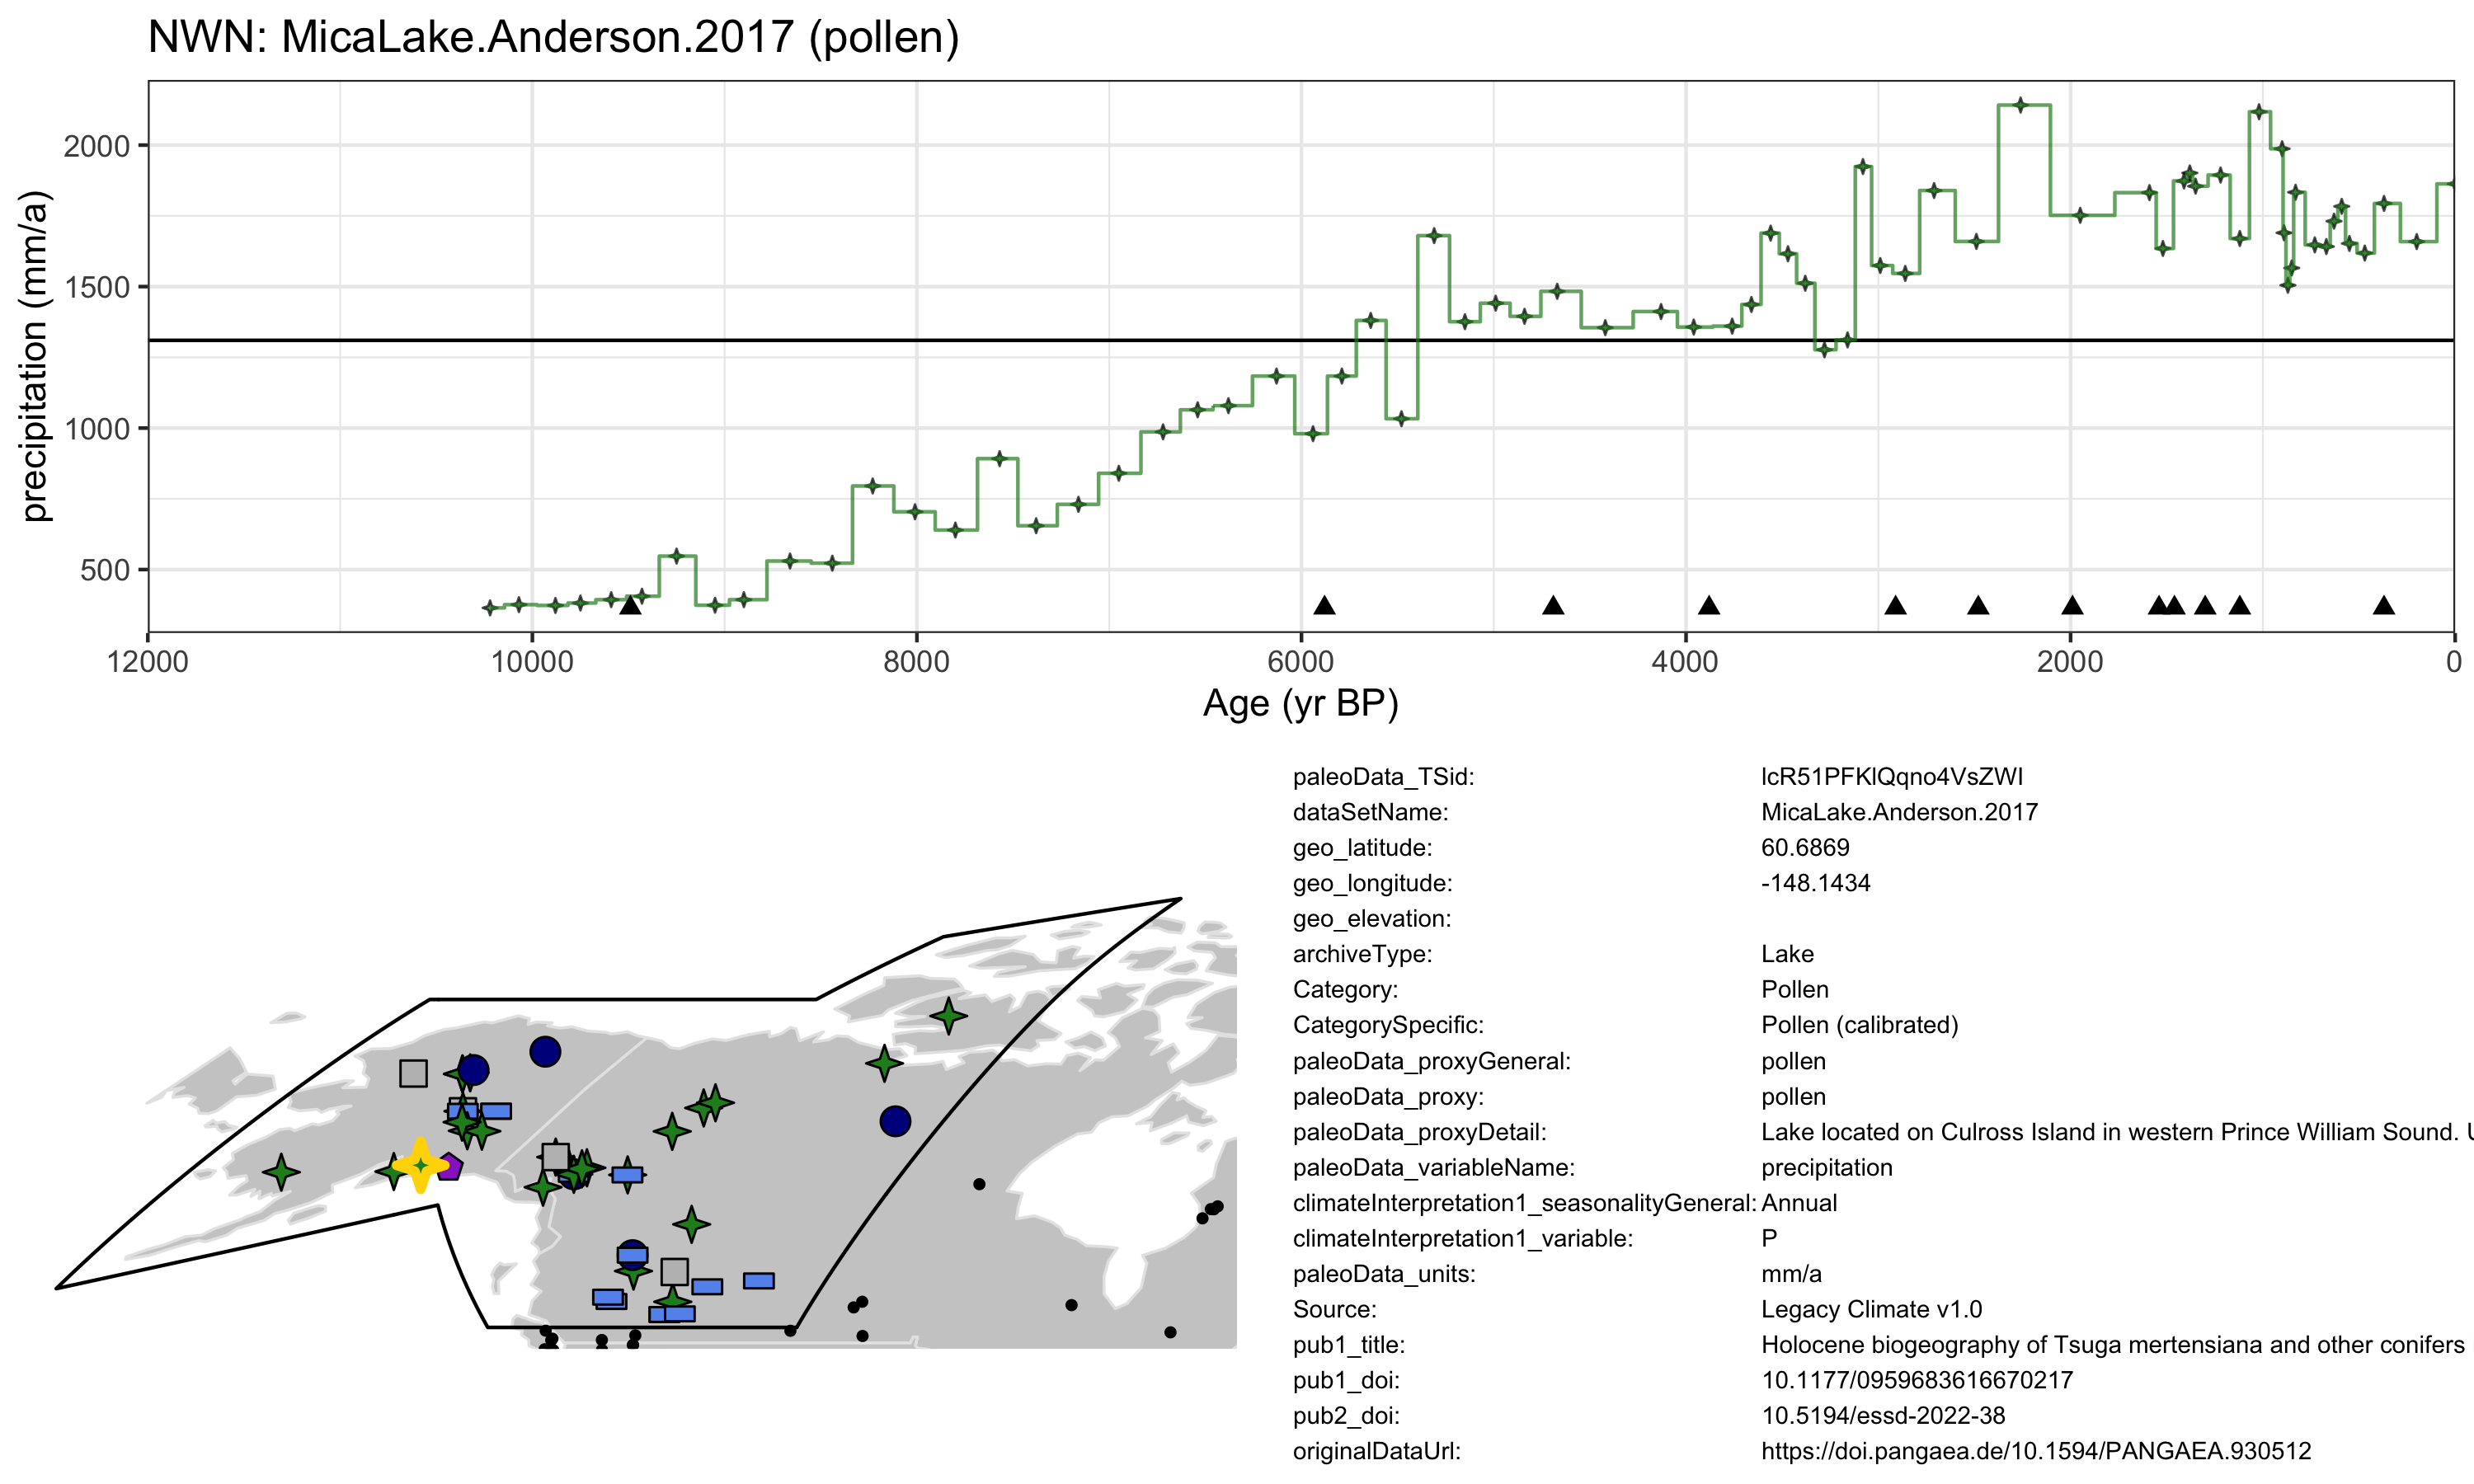 NWN: MicaLake.Anderson.2017 (pollen)
precipitation (mm/a)
2000
1500
1000
500
12000 10000 8000 6000 4000 2000 0
Age (yr BP)
paleoData_TSid: lcR51PFKlQqno4VsZWI
dataSetName: MicaLake.Anderson.2017
geo_latitude: 60.6869
geo_longitude: -148.1434
geo_elevation:
archiveType: Lake
Category: Pollen
CategorySpecific: Pollen (calibrated)
paleoData_proxyGeneral: pollen
paleoData_proxy: pollen
paleoData_proxyDetail: Lake located on Culross Island in western Prince William Sound.
paleoData_variableName: precipitation
climateInterpretation1_seasonalityGeneral: Annual
climateInterpretation1_variable: P
paleoData_units: mm/a
Source: Legacy Climate v1.0
pub1_title: Holocene biogeography of Tsuga mertensiana and other conifers
pub1_doi: 10.1177/0959683616670217
pub2_doi: 10.5194/essd-2022-38
originalDataUrl: https://doi.pangaea.de/10.1594/PANGAEA.930512